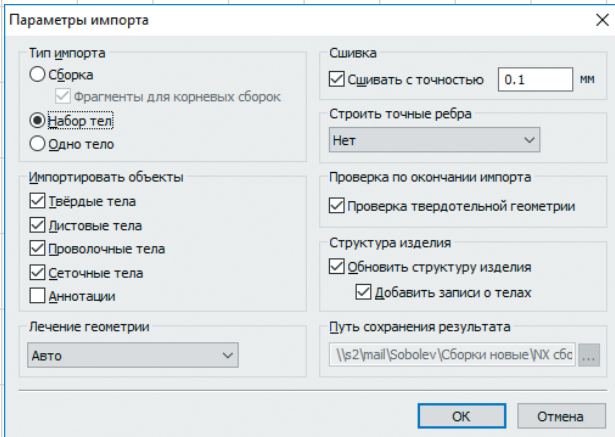 Параметры импорта
Тип импорта
Сборка
Фрагменты для корневых сборок
Набор тел
Одно тело
Импортировать объекты
Твёрдые тела
Листовые тела
Проволочные тела
Сеточные тела
Аннотации
Лечение геометрии
Авто
Сшивка
Сшивать с точностью 0.1 мм
Строить точные ребра
Нет
Проверка по окончании импорта
Проверка твердотельной геометрии
Структура изделия
Обновить структуру изделия
Добавить записи о телах
Путь сохранения результата
\\s2\mail\Sobolev\Сборки новые\NX сбо ...
ОК Отмена